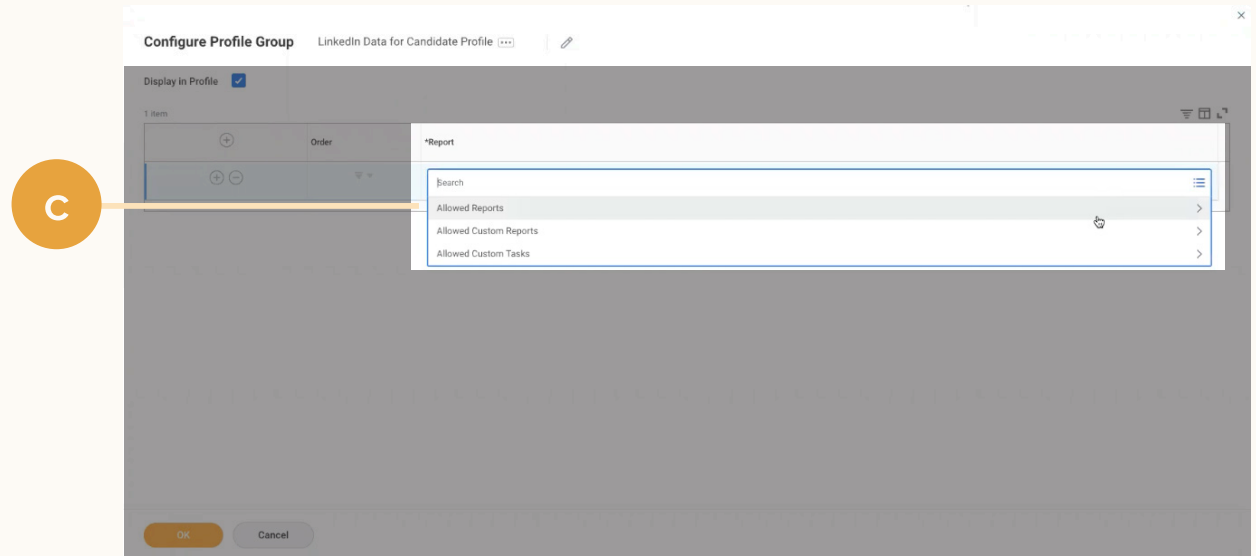 Configure Profile Group LinkedIn Data for Candidate Profile
Display in Profile
1 item
Order *Report
Search
Allowed Reports
Allowed Custom Reports
Allowed Custom Tasks
C
OK Cancel